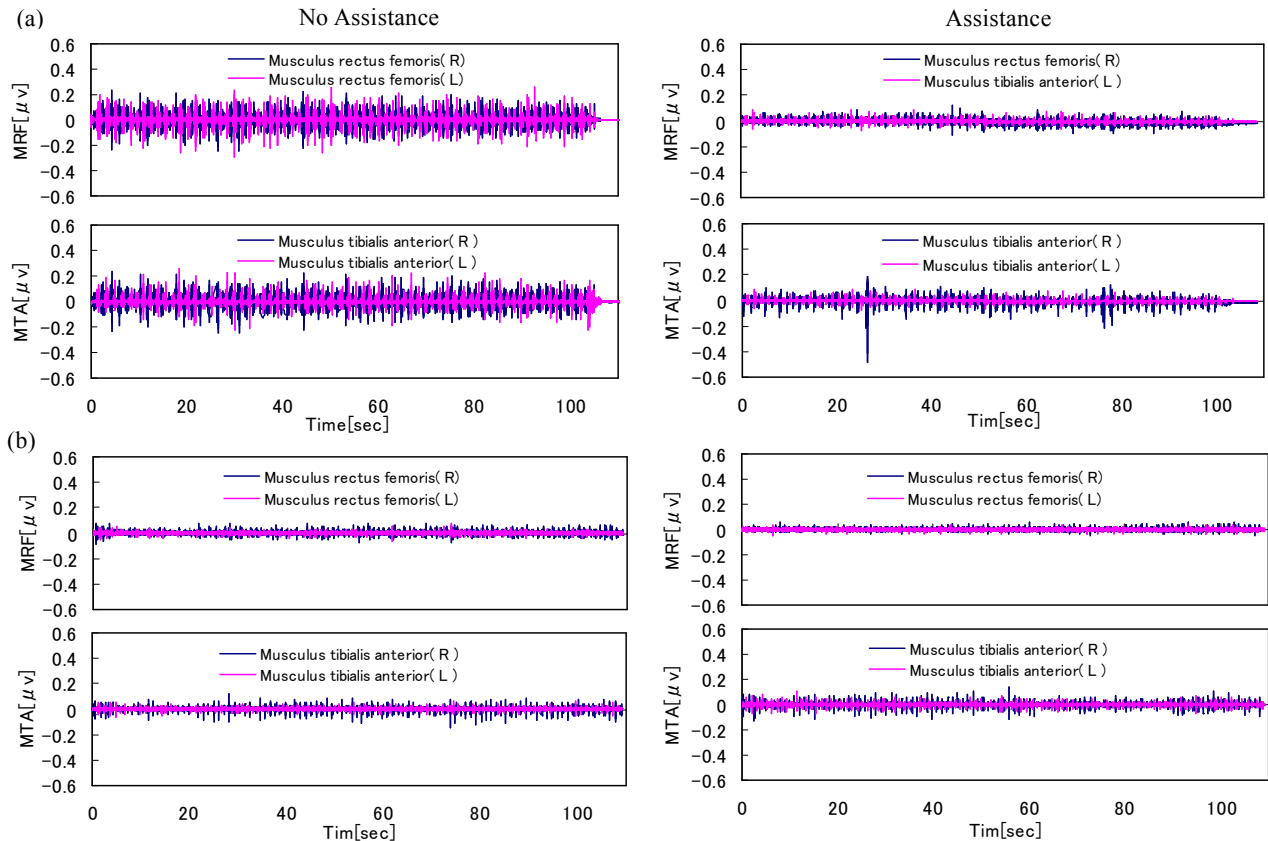 (a)
No Assistance
Assistance
0.6
0.4
0.2
0
−0.2
−0.4
−0.6
MRF[μv]
Musculus rectus femoris(R)
Musculus rectus femoris(L)
0.6
0.4
0.2
0
−0.2
−0.4
−0.6
MRF[μv]
Musculus rectus femoris(R)
Musculus tibialis anterior(L)
0.6
0.4
0.2
0
−0.2
−0.4
−0.6
MTA[μv]
Musculus tibialis anterior(R)
Musculus tibialis anterior(L)
0 20 40 60 80 100
Time[sec]
0.6
0.4
0.2
0
−0.2
−0.4
−0.6
MTA[μv]
Musculus tibialis anterior(R)
Musculus tibialis anterior(L)
0 20 40 60 80 100
Tim[sec]
(b)
0.6
0.4
0.2
0
−0.2
−0.4
−0.6
MRF[μv]
Musculus rectus femoris(R)
Musculus rectus femoris(L)
0.6
0.4
0.2
0
−0.2
−0.4
−0.6
MRF[μv]
Musculus rectus femoris(R)
Musculus rectus femoris(L)
0.6
0.4
0.2
0
−0.2
−0.4
−0.6
MTA[μv]
Musculus tibialis anterior(R)
Musculus tibialis anterior(L)
0 20 40 60 80 100
Tim[sec]
0.6
0.4
0.2
0
−0.2
−0.4
−0.6
MTA[μv]
Musculus tibialis anterior(R)
Musculus tibialis anterior(L)
0 20 40 60 80 100
Tim[sec]